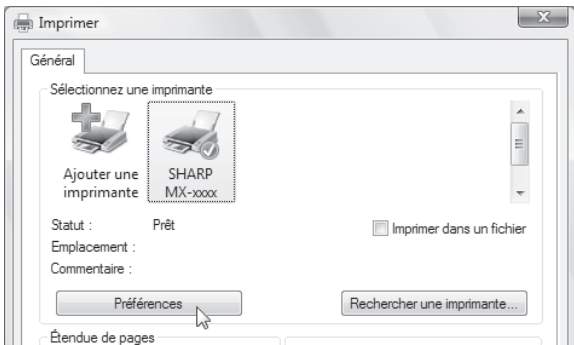 Imprimer
Général
Sélectionnez une imprimante
Ajouter une
imprimante
SHARP
MX-xxxx
Statut : Prêt
Imprimer dans un fichier
Emplacement :
Commentaire :
Préférences
Rechercher une imprimante...
Étendue de pages